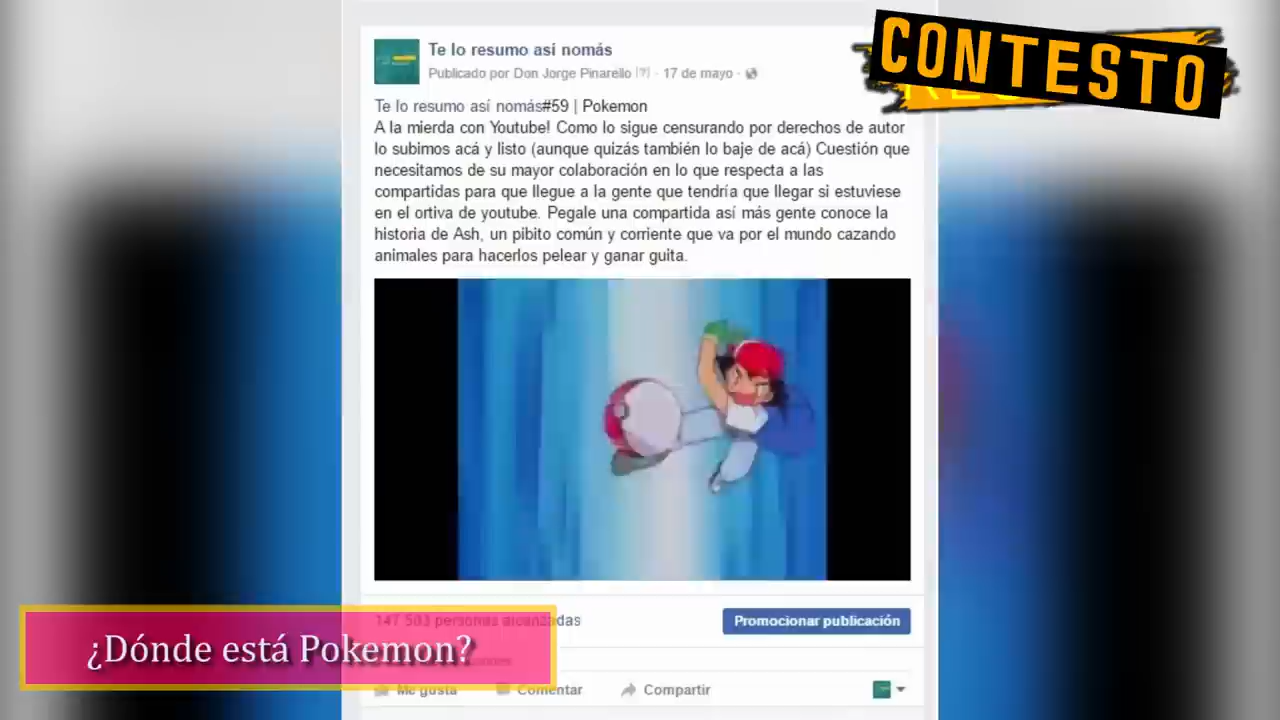 CONTESTO
Te lo resumo así nomás
Publicado por Don Jorge Pinarello [?] · 17 de mayo ·
Te lo resumo así nomás#59 | Pokemon
A la mierda con Youtube! Como lo sigue censurando por derechos de autor
lo subimos acá y listo (aunque quizás también lo baje de acá) Cuestión que
necesitamos de su mayor colaboración en lo que respecta a las
compartidas para que llegue a la gente que tendría que llegar si estuviese
en el ortiva de youtube. Pegale una compartida así más gente conoce la
historia de Ash, un pibito común y corriente que va por el mundo cazando
animales para hacerlos pelear y ganar guita.
147 503 personas alcanzadas
Promocionar publicación
¿Dónde está Pokemon?
Me gusta Comentar Compartir